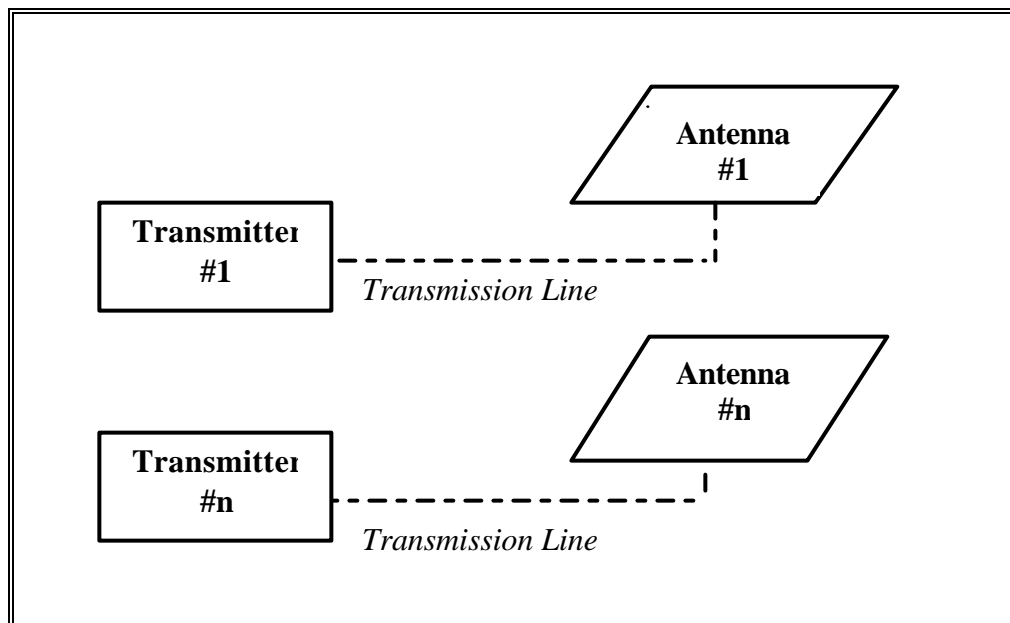 Antenna
#1
Transmitter
#1
Transmission Line
Antenna
#n
Transmitter
#n
Transmission Line